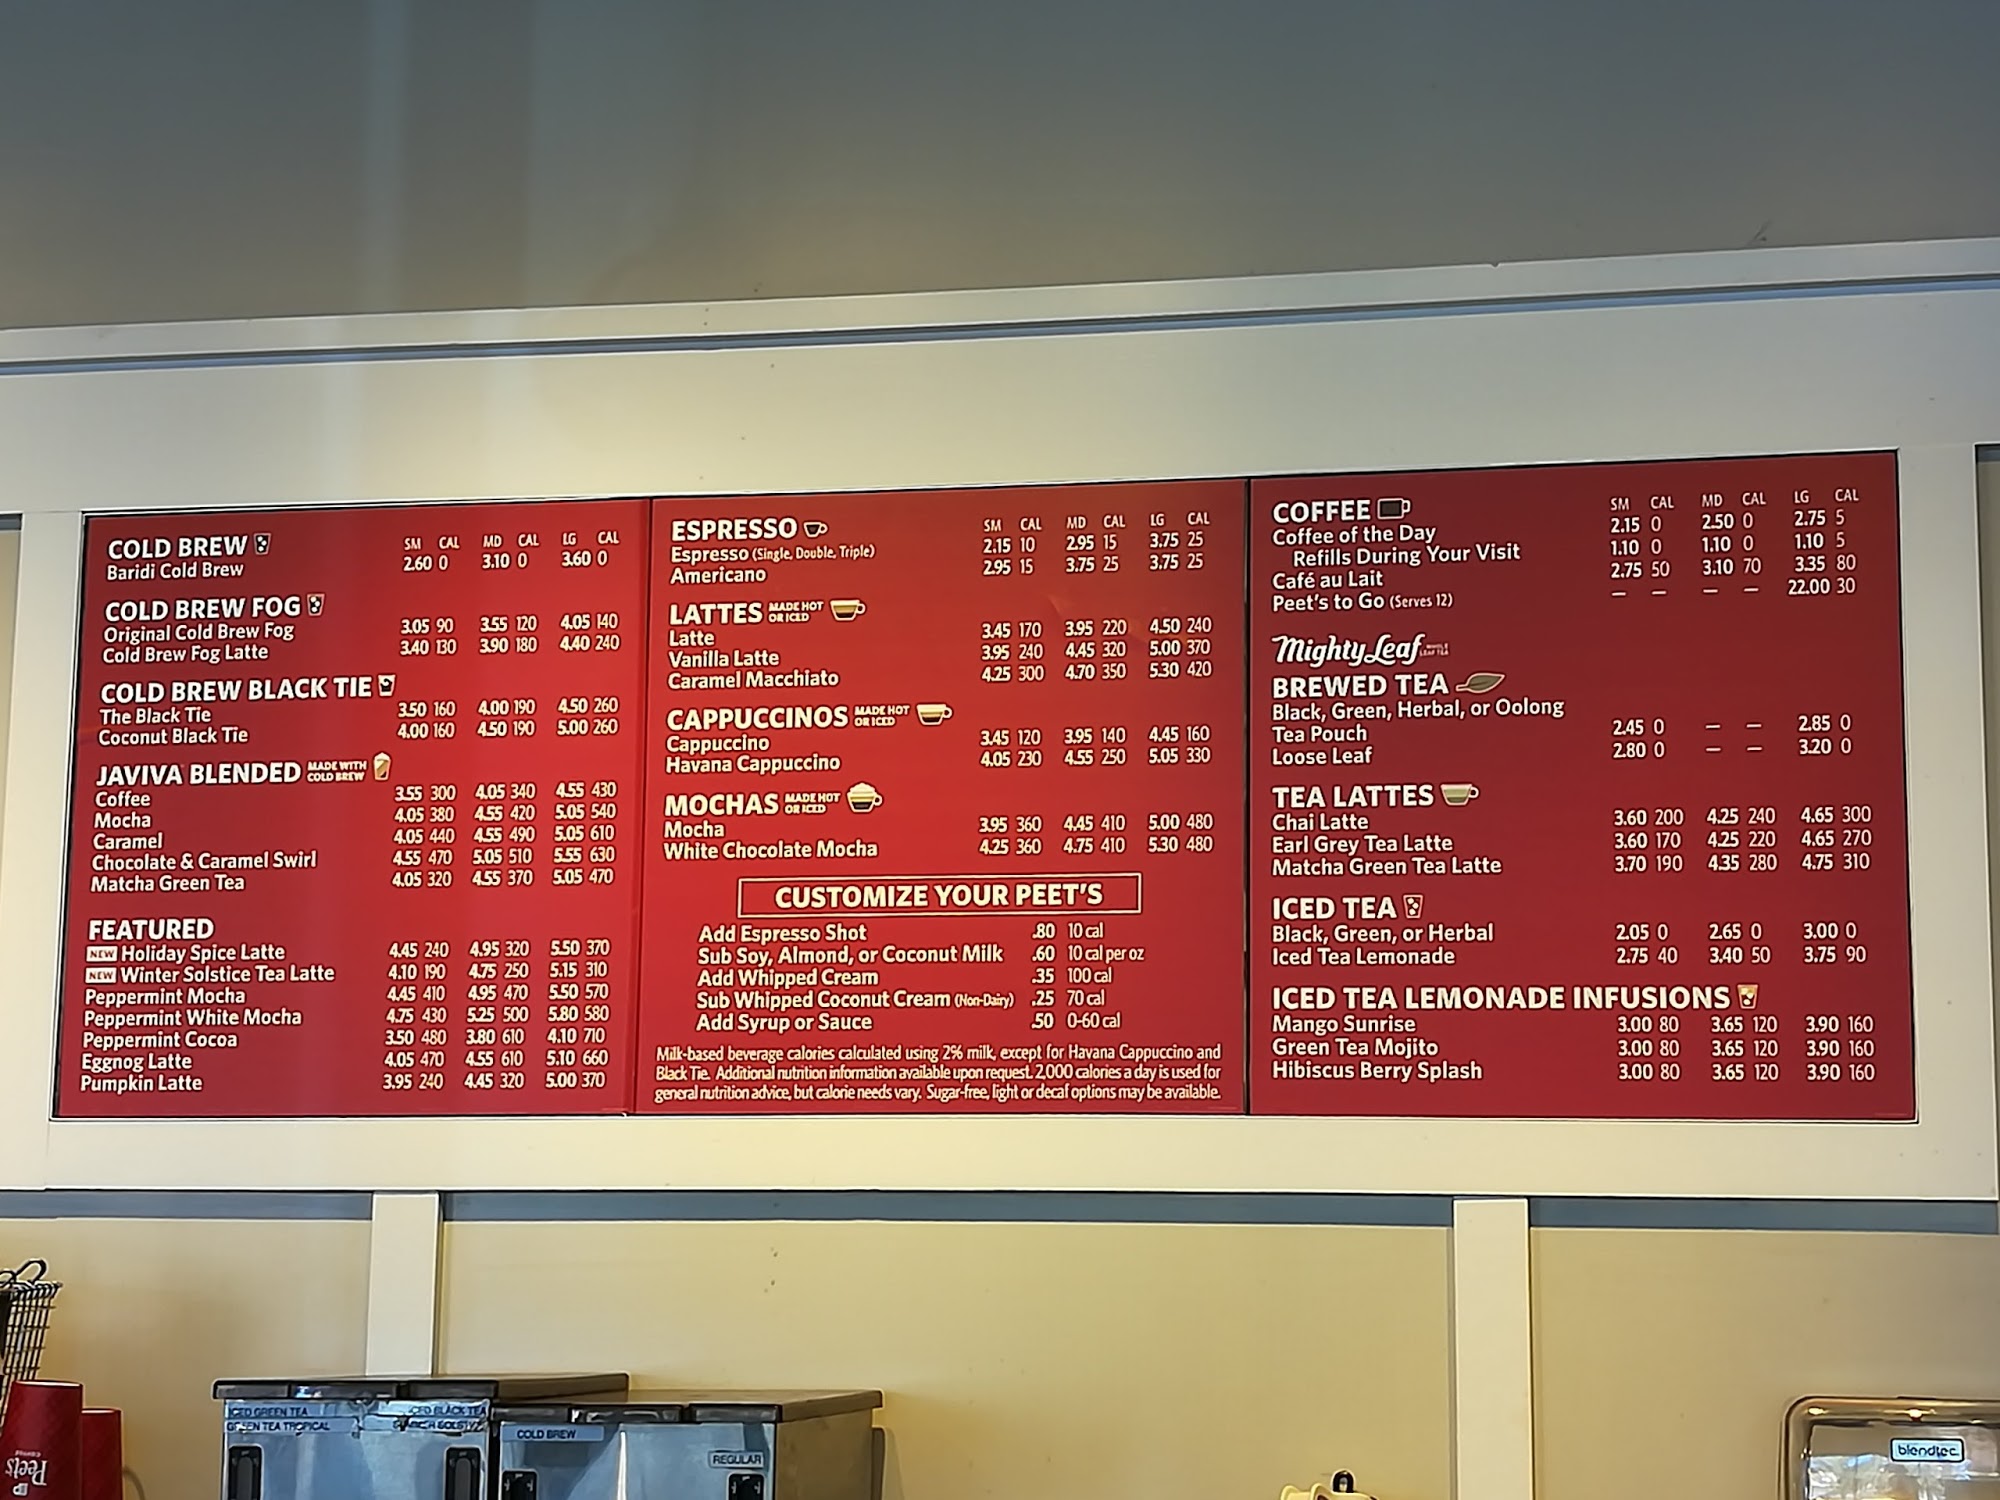 COLD BREW SM CAL MD CAL LG CAL
Baridi Cold Brew 2.60 0 3.10 0 3.60 0
COLD BREW FOG
Original Cold Brew Fog 3.05 90 3.55 120 4.05 140
Cold Brew Fog Latte 3.40 130 3.90 180 4.40 240
COLD BREW BLACK TIE
The Black Tie 3.50 160 4.00 190 4.50 260
Coconut Black Tie 4.00 160 4.50 190 5.00 260
JAVIVA BLENDED MADE WITH COLD BREW
Coffee 3.55 300 4.05 340 4.55 430
Mocha 4.05 380 4.55 420 5.05 540
Caramel 4.05 440 4.55 490 5.05 610
Chocolate & Caramel Swirl 4.55 470 5.05 510 5.55 630
Matcha Green Tea 4.05 320 4.55 370 5.05 470
FEATURED
NEW Holiday Spice Latte 4.45 240 4.95 320 5.50 370
NEW Winter Solstice Tea Latte 4.10 190 4.75 250 5.15 310
Peppermint Mocha 4.45 410 4.95 470 5.50 570
Peppermint White Mocha 4.75 430 5.25 500 5.80 580
Peppermint Cocoa 3.50 480 3.80 610 4.10 710
Eggnog Latte 4.05 470 4.55 610 5.10 660
Pumpkin Latte 3.95 240 4.45 320 5.00 370
ESPRESSO SM CAL MD CAL LG CAL
Espresso (Single, Double, Triple) 2.15 10 2.95 15 3.75 25
Americano 2.95 15 3.75 25 3.75 25
LATTES MADE HOT OR ICED
Latte 3.45 170 3.95 220 4.50 240
Vanilla Latte 3.95 240 4.45 320 5.00 370
Caramel Macchiato 4.25 300 4.70 350 5.30 420
CAPPUCCINOS MADE HOT OR ICED
Cappuccino 3.45 120 3.95 140 4.45 160
Havana Cappuccino 4.05 230 4.55 250 5.05 330
MOCHAS MADE HOT OR ICED
Mocha 3.95 360 4.45 410 5.00 480
White Chocolate Mocha 4.25 360 4.75 410 5.30 480
CUSTOMIZE YOUR PEET'S
Add Espresso Shot .80 10 cal
Sub Soy, Almond, or Coconut Milk .60 10 cal per oz
Add Whipped Cream .35 100 cal
Sub Whipped Coconut Cream (Non-Dairy) .25 70 cal
Add Syrup or Sauce .50 0-60 cal
Milk-based beverage calories calculated using 2% milk, except for Havana Cappuccino and
Black Tie. Additional nutrition information available upon request. 2,000 calories a day is used for
general nutrition advice, but calorie needs vary. Sugar-free, light or decaf options may be available.
COFFEE SM CAL MD CAL LG CAL
Coffee of the Day 2.15 0 2.50 0 2.75 5
Refills During Your Visit 1.10 0 1.10 0 1.10 5
Café au Lait 2.75 50 3.10 70 3.35 80
Peet's to Go (Serves 12) — — — — 22.00 30
Mighty Leaf
BREWED TEA
Black, Green, Herbal, or Oolong
Tea Pouch 2.45 0 — — 2.85 0
Loose Leaf 2.80 0 — — 3.20 0
TEA LATTES
Chai Latte 3.60 200 4.25 240 4.65 300
Earl Grey Tea Latte 3.60 170 4.25 220 4.65 270
Matcha Green Tea Latte 3.70 190 4.35 280 4.75 310
ICED TEA
Black, Green, or Herbal 2.05 0 2.65 0 3.00 0
Iced Tea Lemonade 2.75 40 3.40 50 3.75 90
ICED TEA LEMONADE INFUSIONS
Mango Sunrise 3.00 80 3.65 120 3.90 160
Green Tea Mojito 3.00 80 3.65 120 3.90 160
Hibiscus Berry Splash 3.00 80 3.65 120 3.90 160
ICED GREEN TEA
GREEN TEA TROPICAL
ICED BLACK TEA
COLD BREW
REGULAR
Peet's
blendtec